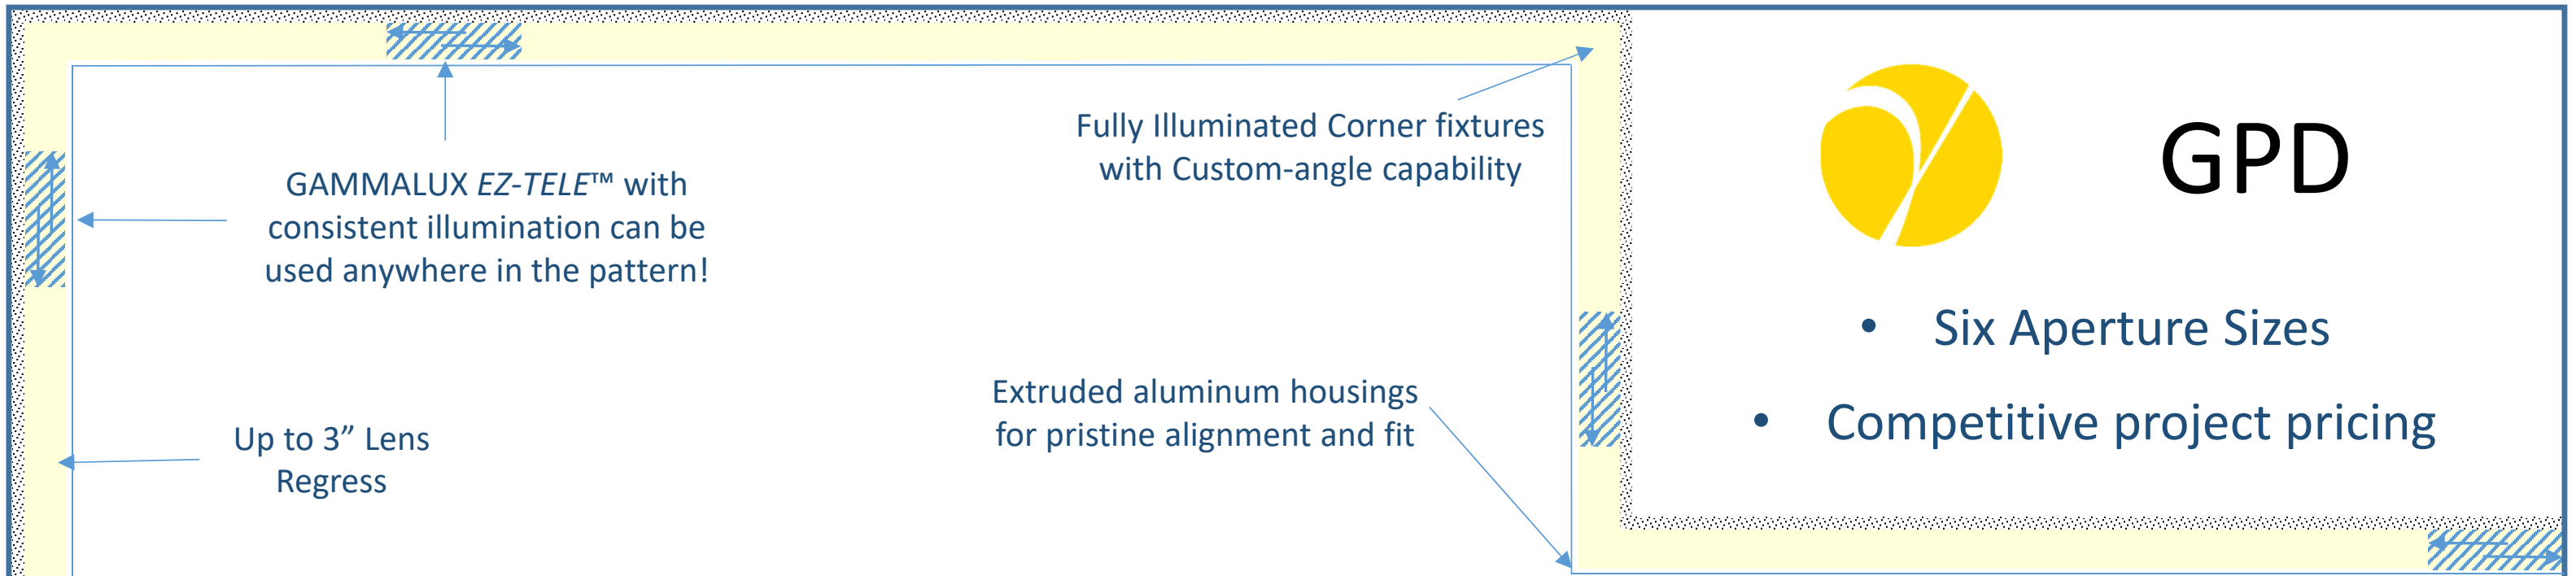 GAMMALUX EZ-TELE™ with
consistent illumination can be
used anywhere in the pattern!
Up to 3” Lens
Regress
Fully Illuminated Corner fixtures
with Custom-angle capability
Extruded aluminum housings
for pristine alignment and fit
GPD
• Six Aperture Sizes
• Competitive project pricing